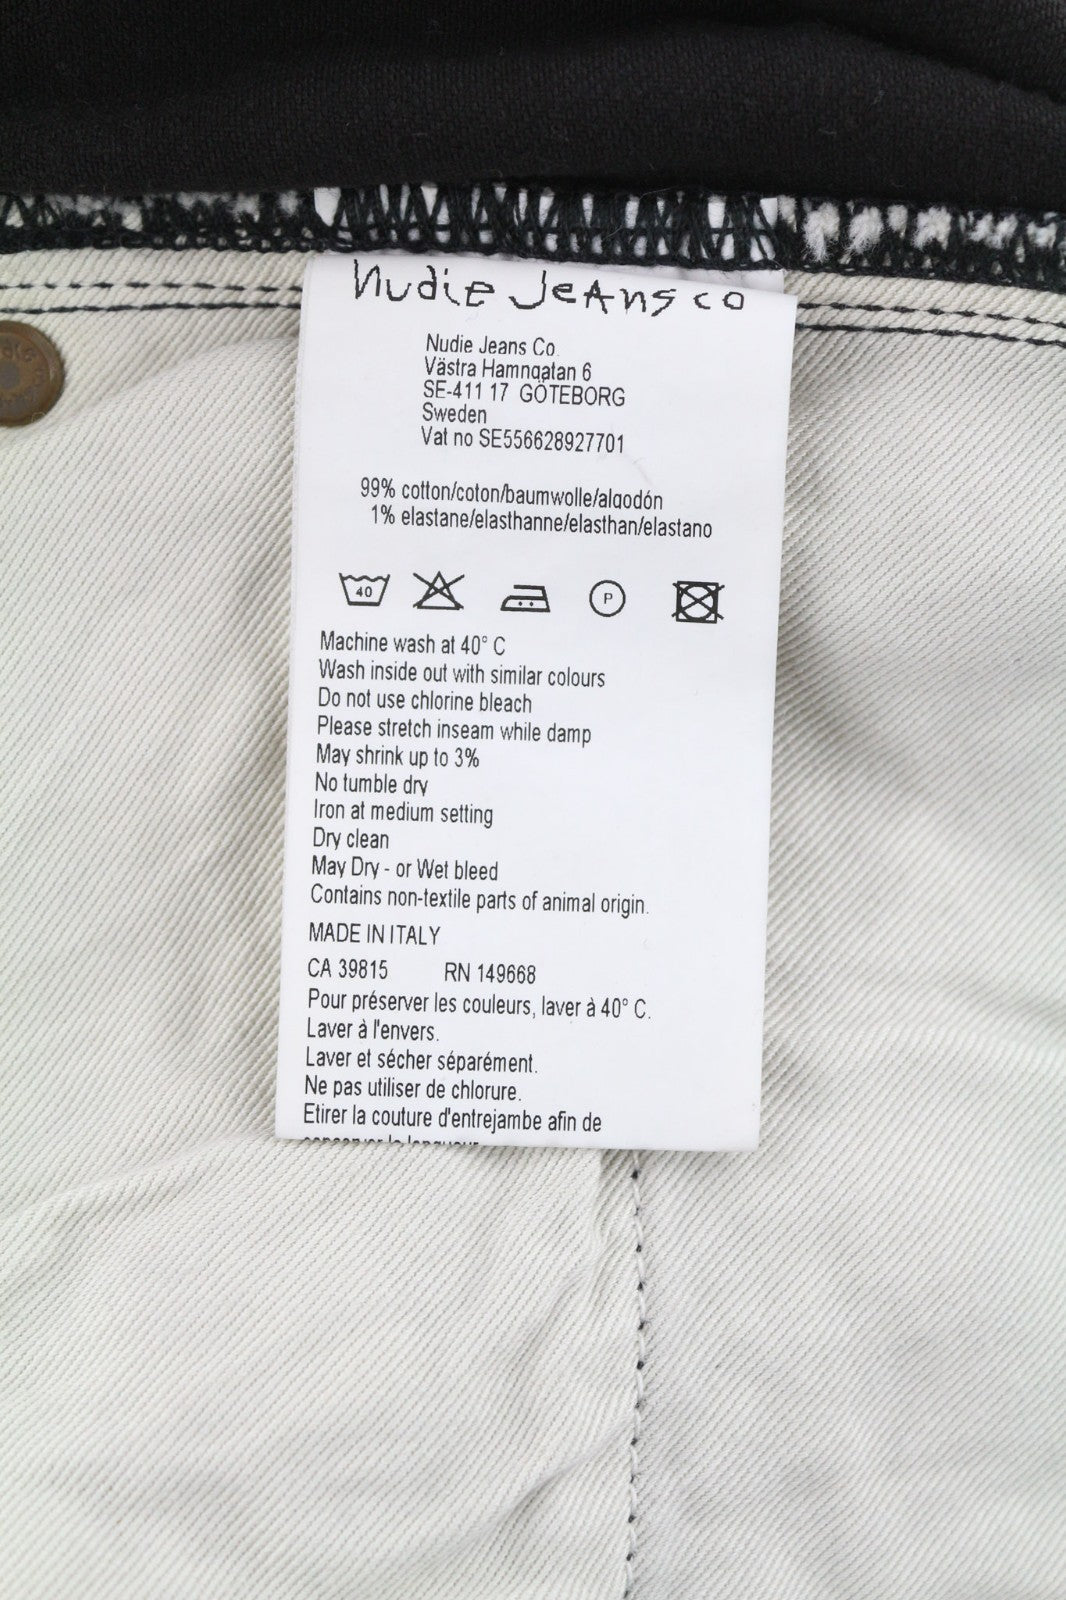 Nudie Jeans co
Nudie Jeans Co.
Västra Hamngatan 6
SE-411 17 GÖTEBORG
Sweden
Vat no SE556628927701
99% cotton/coton/baumwolle/algodón
1% elastane/elasthanne/elasthan/elastano
40 P
Machine wash at 40° C
Wash inside out with similar colours
Do not use chlorine bleach
Please stretch inseam while damp
May shrink up to 3%
No tumble dry
Iron at medium setting
Dry clean
May Dry - or Wet bleed
Contains non-textile parts of animal origin.
MADE IN ITALY
CA 39815 RN 149668
Pour préserver les couleurs, laver à 40° C.
Laver à l'envers.
Laver et sécher séparément.
Ne pas utiliser de chlorure.
Etirer la couture d'entrejambe afin de
conserver la longueur